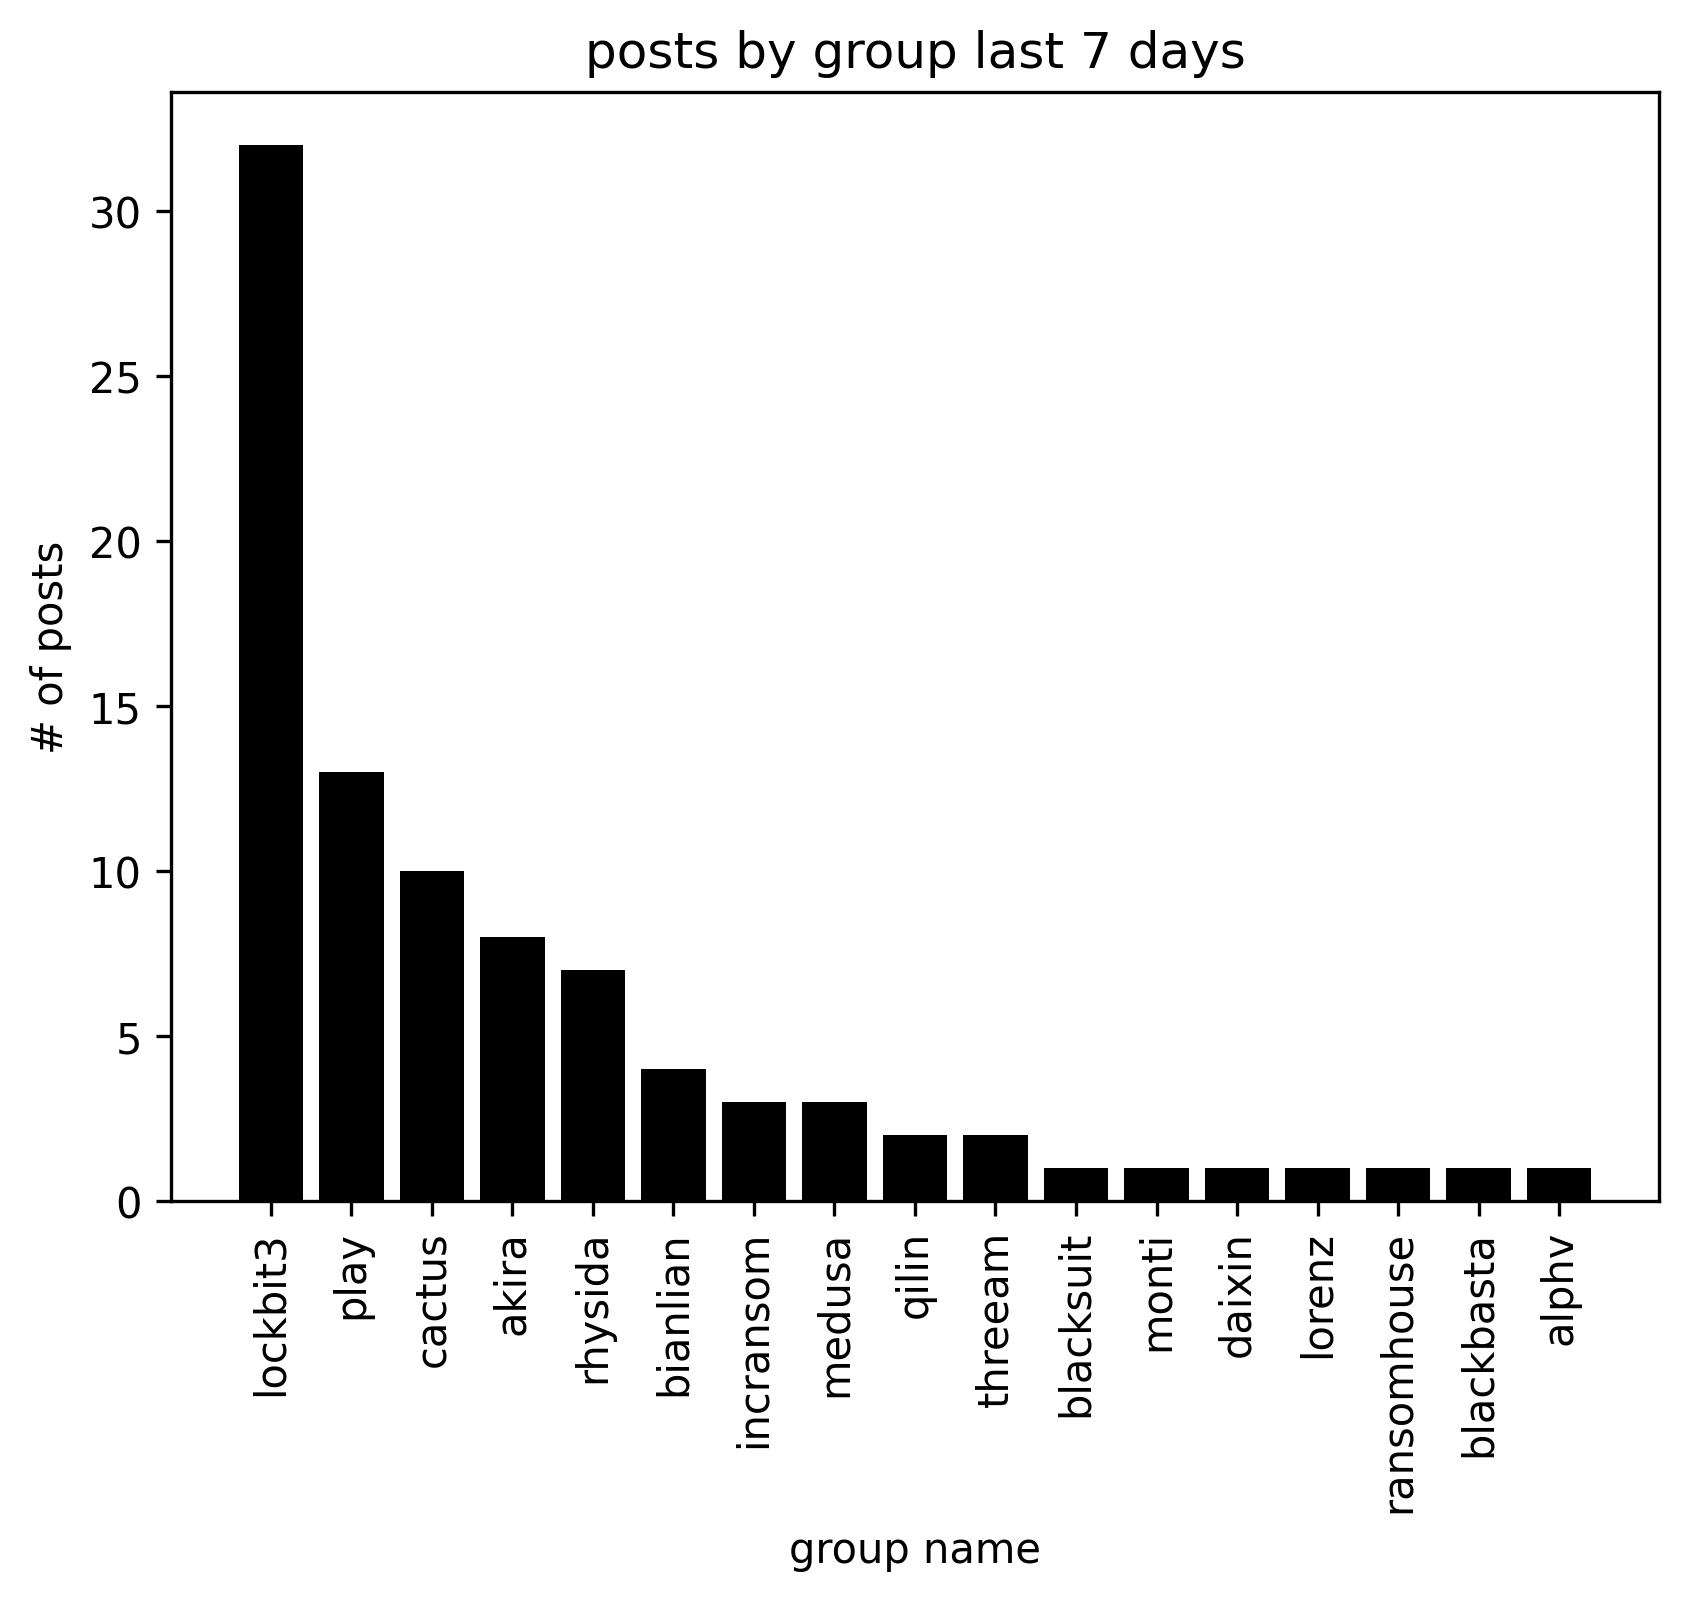 posts by group last 7 days
# of posts
30
25
20
15
10
5
0
lockbit3
play
cactus
akira
rhysida
bianlian
incransom
medusa
qilin
threeam
blacksuit
monti
daixin
lorenz
ransomhouse
blackbasta
alphv
group name